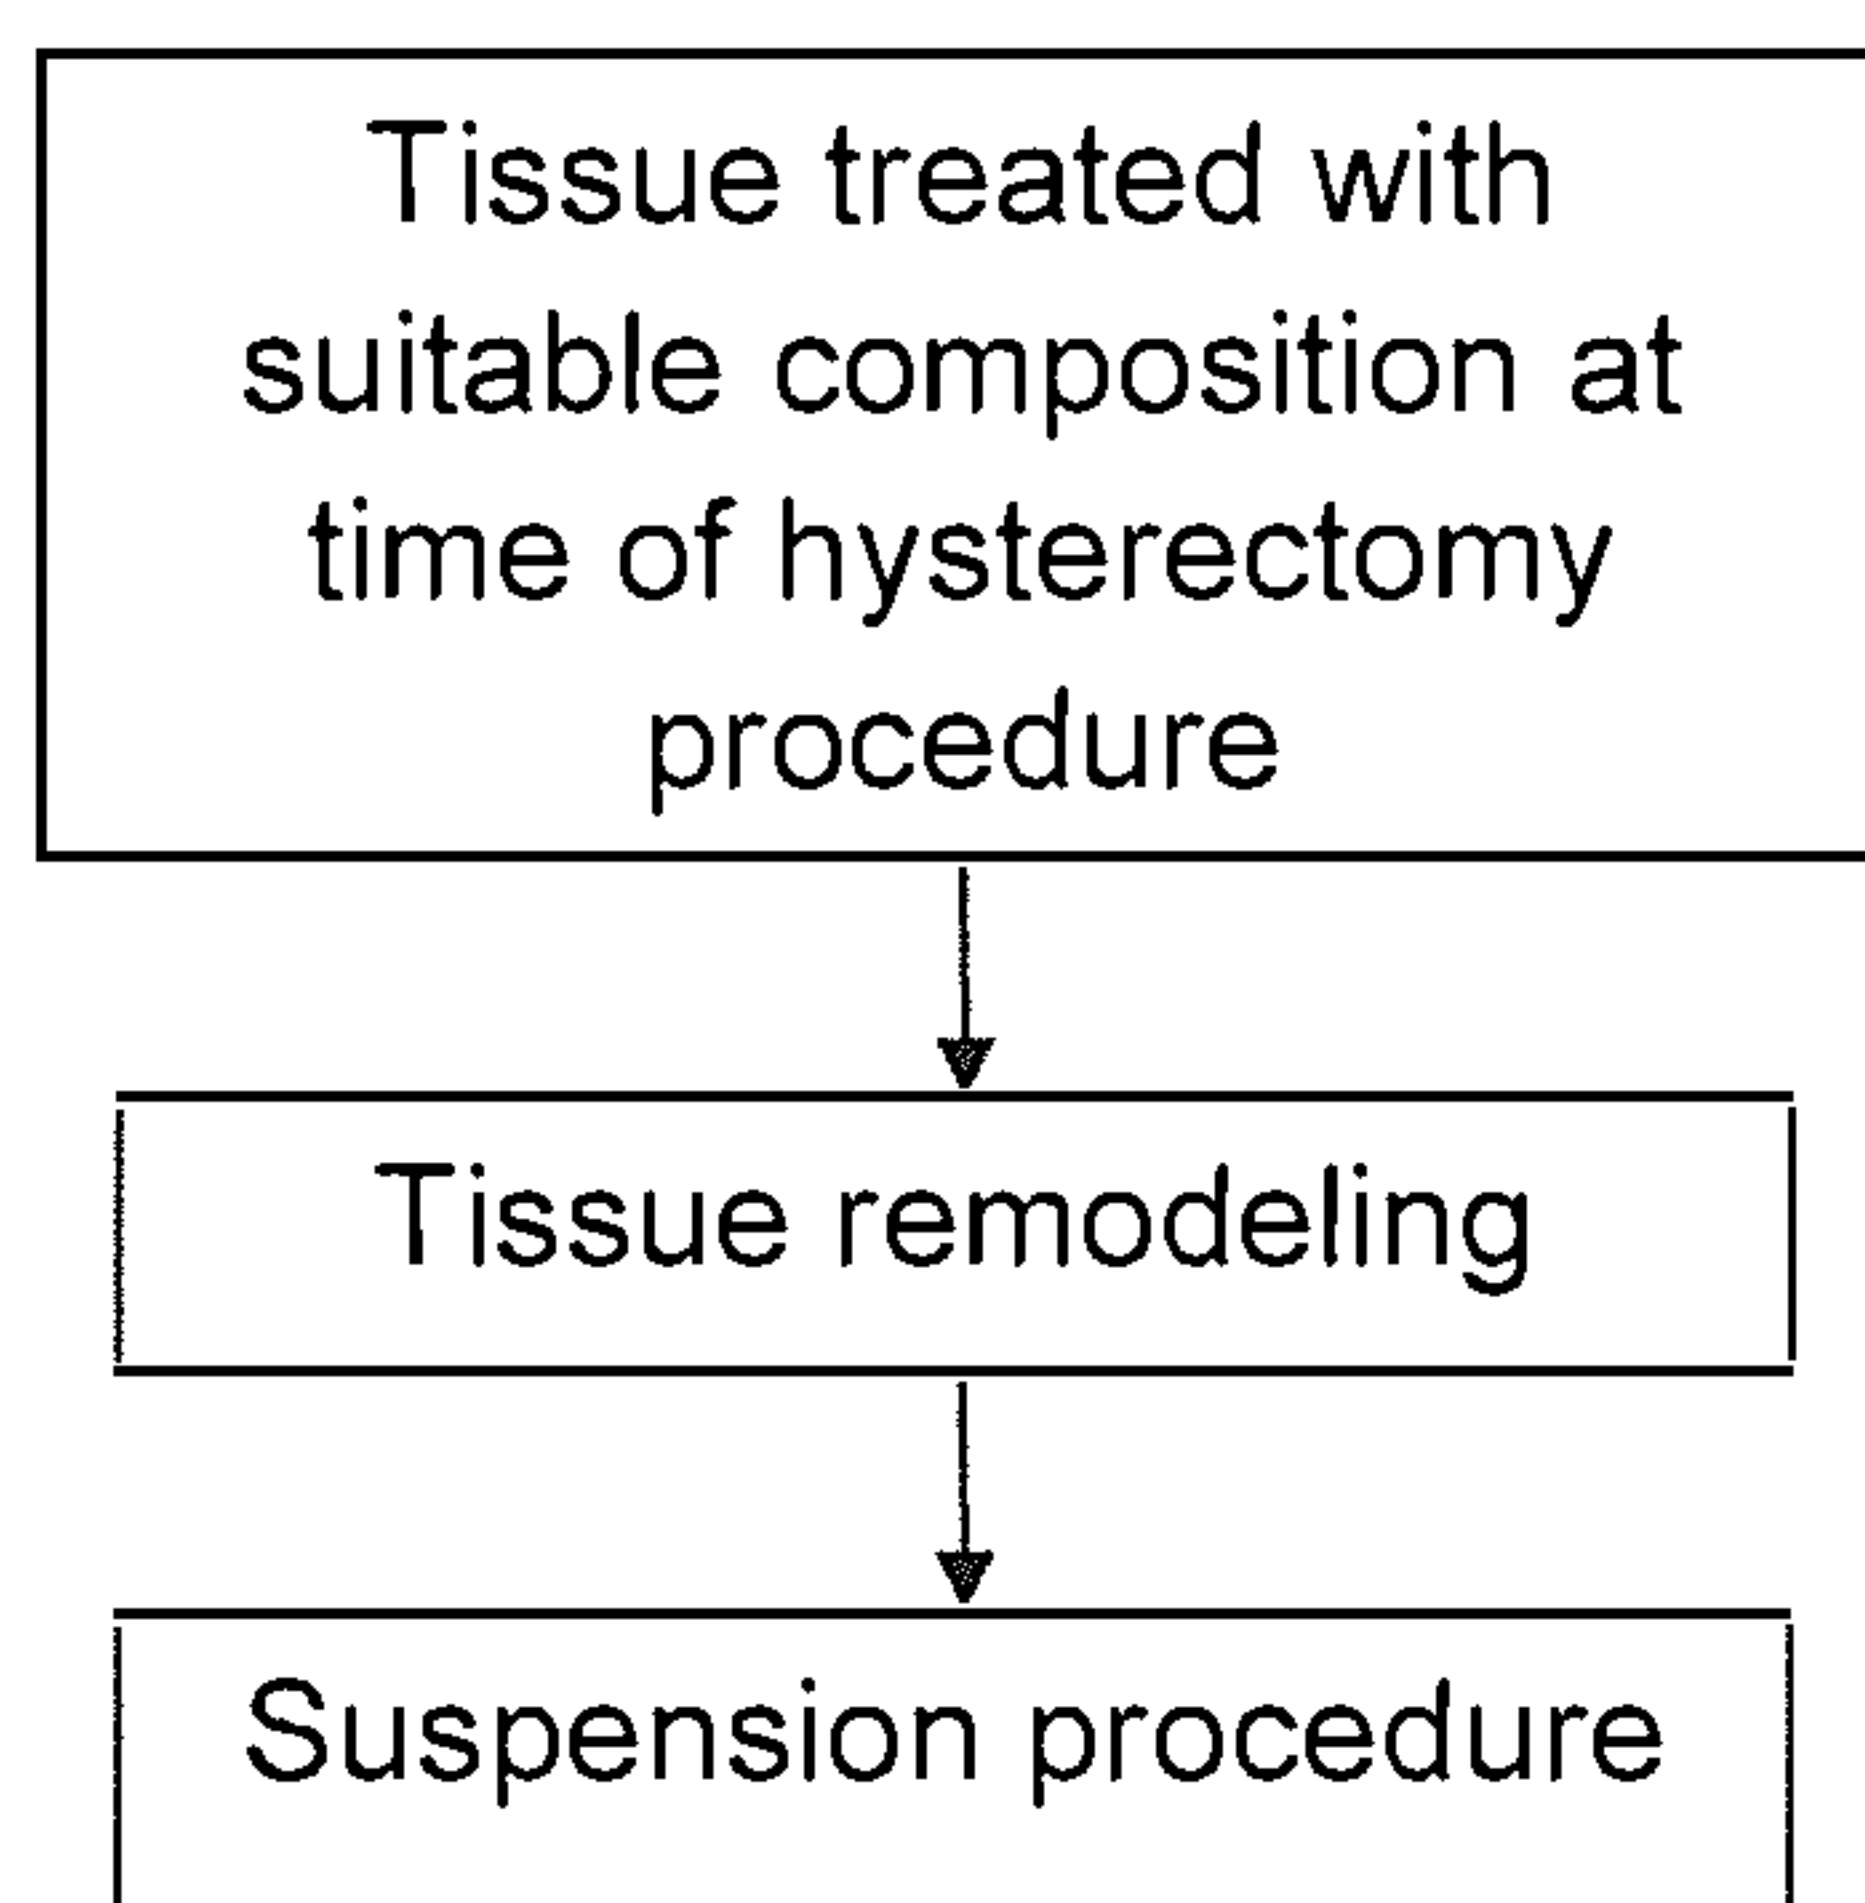 Tissue treated with
suitable composition at
time of hysterectomy
procedure
Tissue remodeling
Suspension procedure